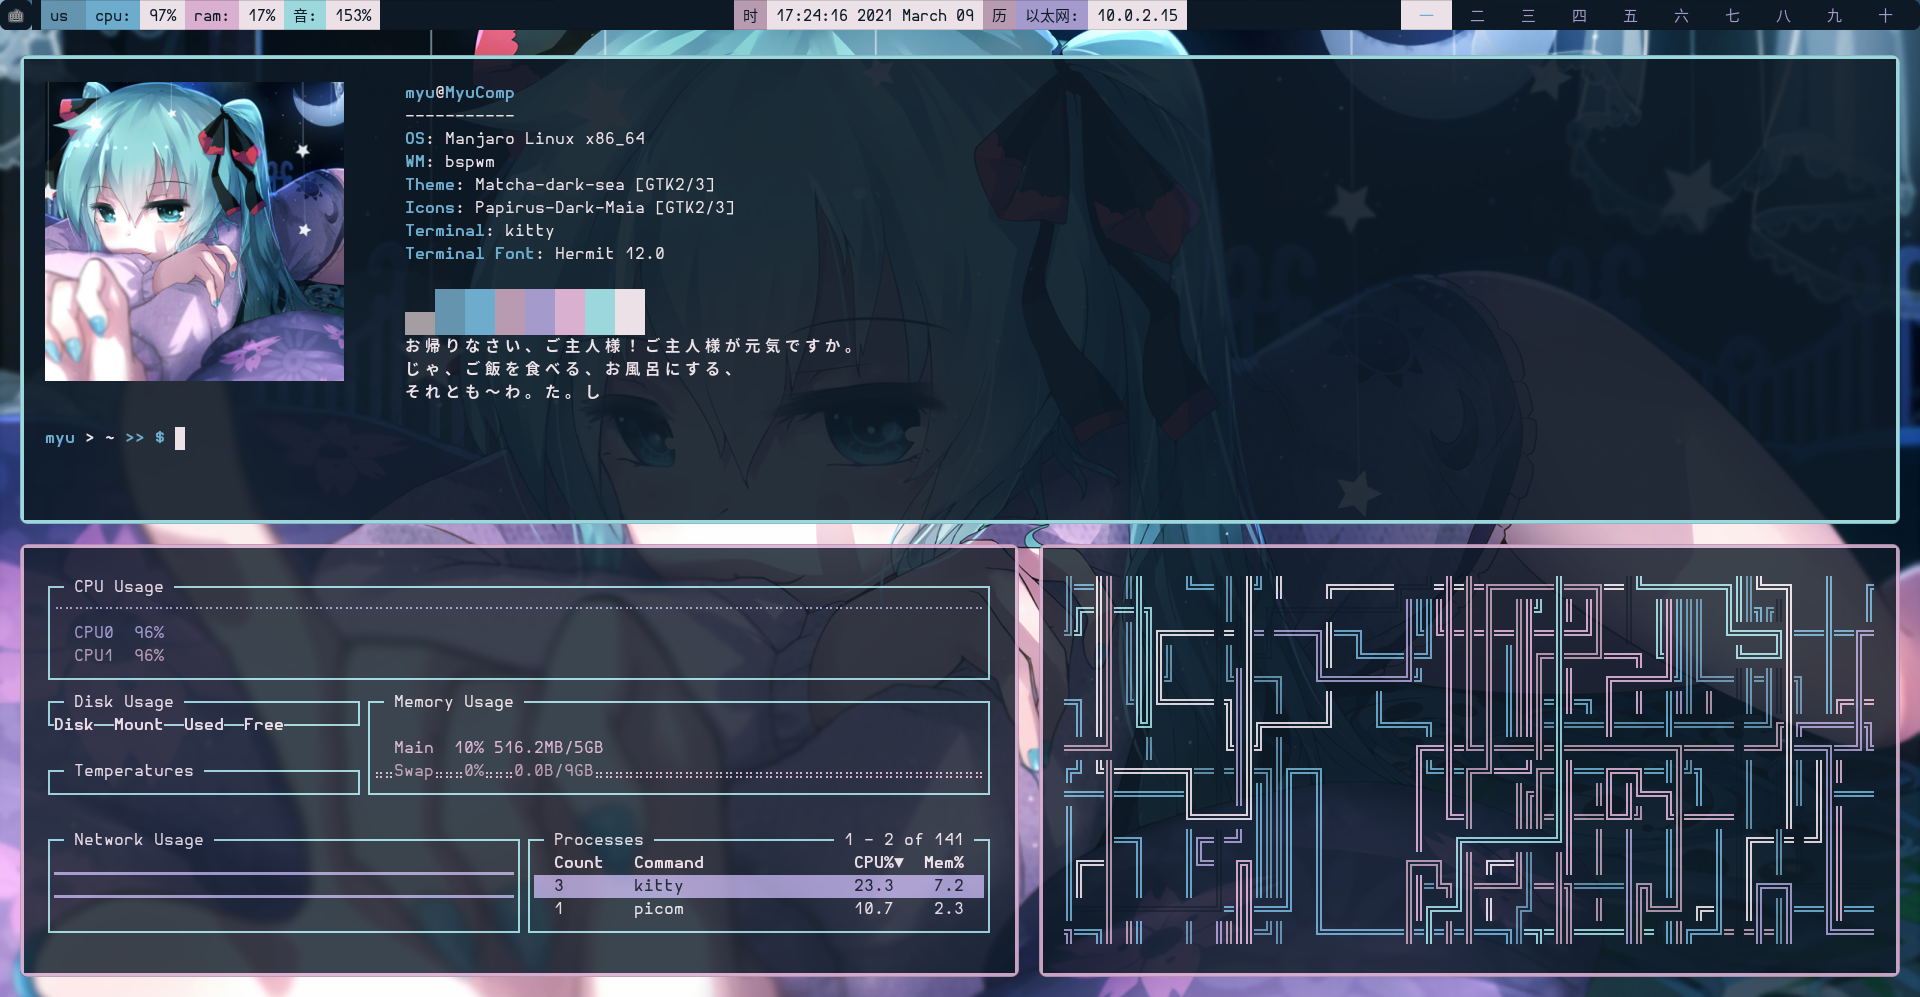 us cpu: 97% ram: 17% 音: 153%
时 17:24:16 2021 March 09 历 以太网: 10.0.2.15
一 二 三 四 五 六 七 八 九 十
myu@MyuComp
-----------
OS: Manjaro Linux x86_64
WM: bspwm
Theme: Matcha-dark-sea [GTK2/3]
Icons: Papirus-Dark-Maia [GTK2/3]
Terminal: kitty
Terminal Font: Hermit 12.0
お帰りなさい、ご主人様！ご主人様が元気ですか。
じゃ、ご飯を食べる、お風呂にする、
それとも〜わ。た。し
myu > ~ >> $
CPU Usage
CPU0 96%
CPU1 96%
Disk Usage
Disk Mount Used Free
Temperatures
Memory Usage
Main 10% 516.2MB/5GB
Swap 0% 0.0B/9GB
Network Usage
Processes 1 - 2 of 141
Count Command CPU%▼ Mem%
3 kitty 23.3 7.2
1 picom 10.7 2.3